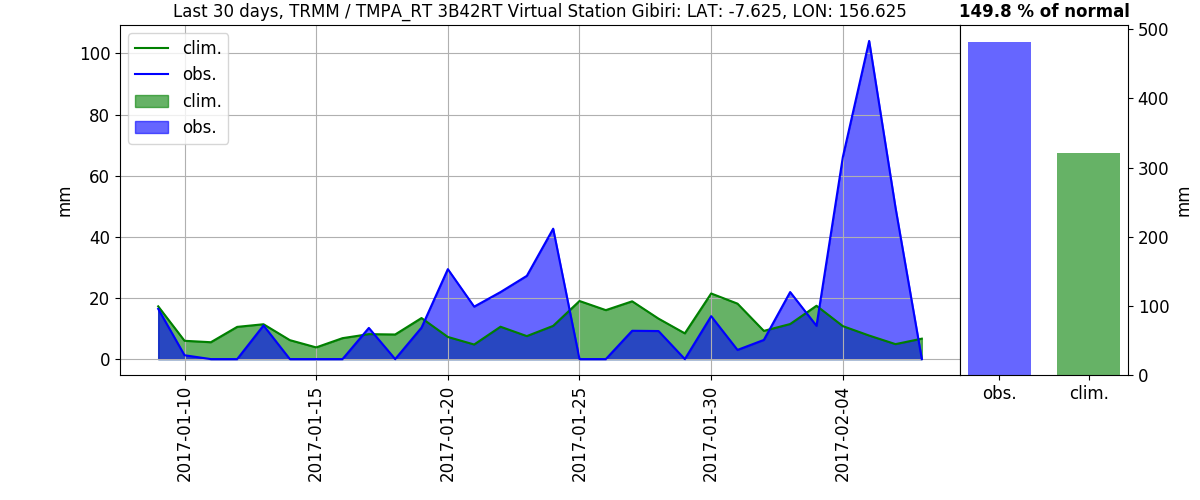 Last 30 days, TRMM / TMPA_RT 3B42RT Virtual Station Gibiri: LAT: -7.625, LON: 156.625
149.8 % of normal
clim.
obs.
clim.
obs.
mm
100
80
60
40
20
0
2017-01-10
2017-01-15
2017-01-20
2017-01-25
2017-01-30
2017-02-04
500
400
300
200
100
0
mm
obs.
clim.